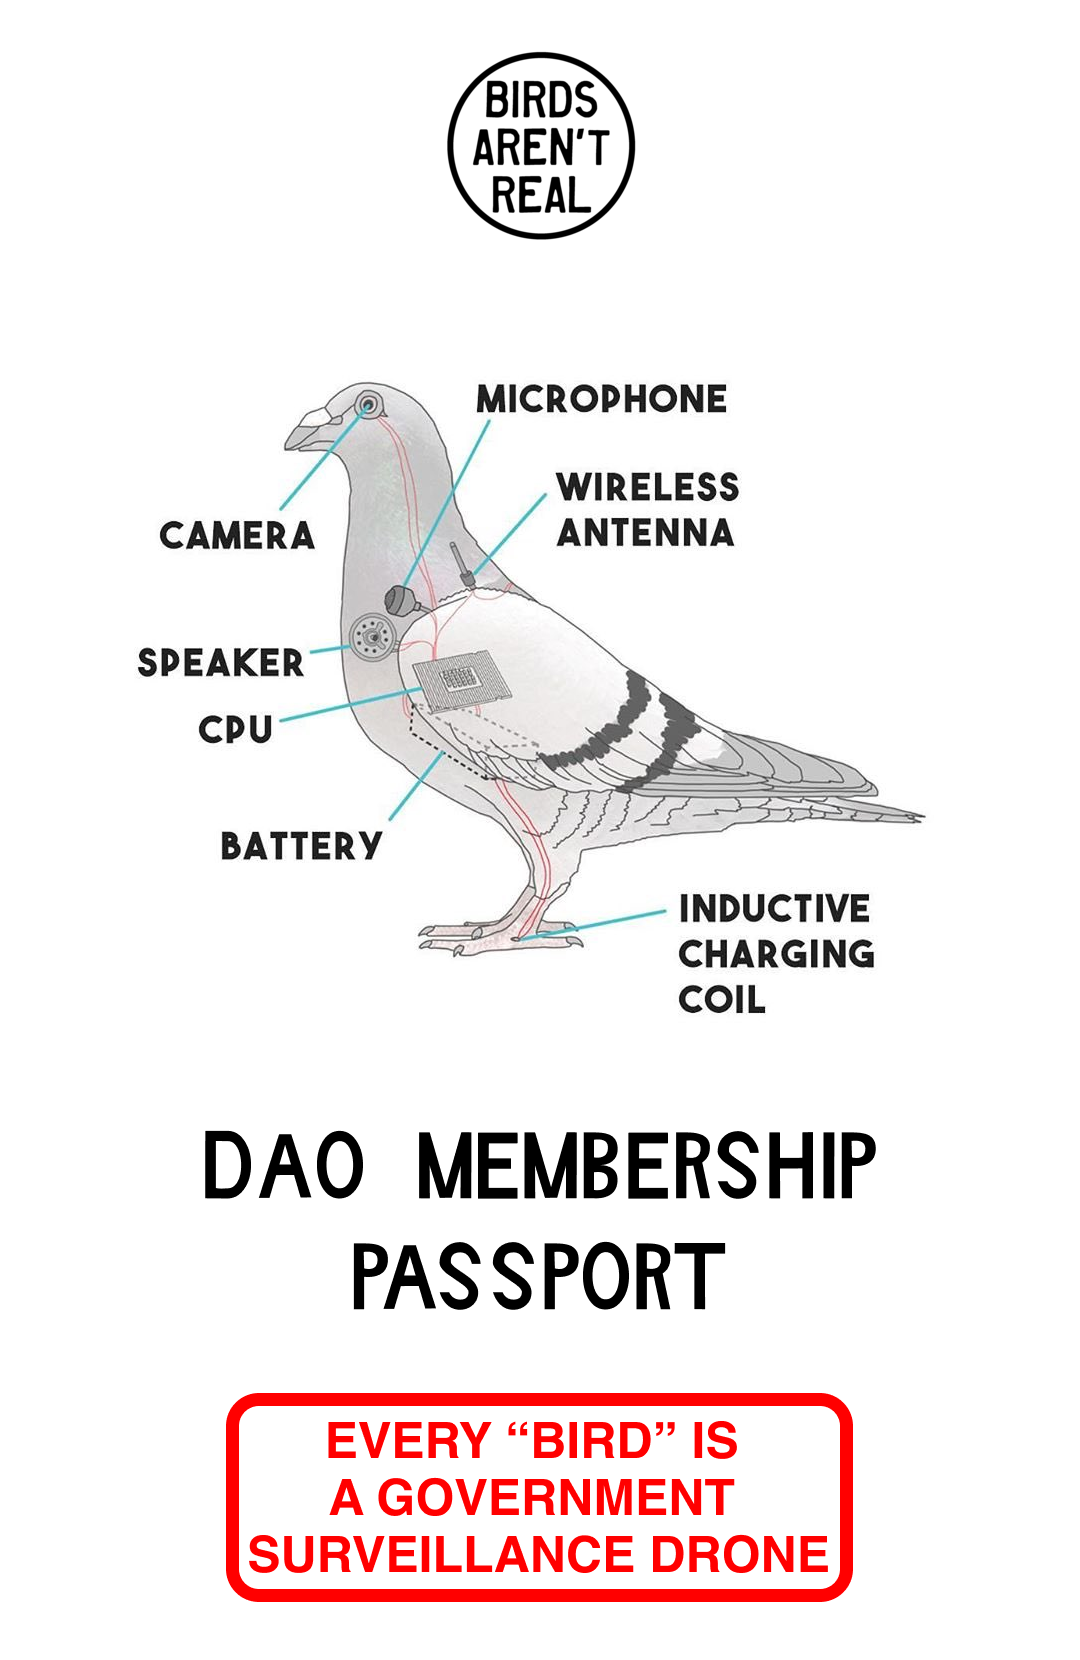 BIRDS
AREN'T
REAL
MICROPHONE
WIRELESS
ANTENNA
CAMERA
SPEAKER
CPU
BATTERY
INDUCTIVE
CHARGING
COIL
DAO MEMBERSHIP
PASSPORT
EVERY “BIRD” IS
A GOVERNMENT
SURVEILLANCE DRONE